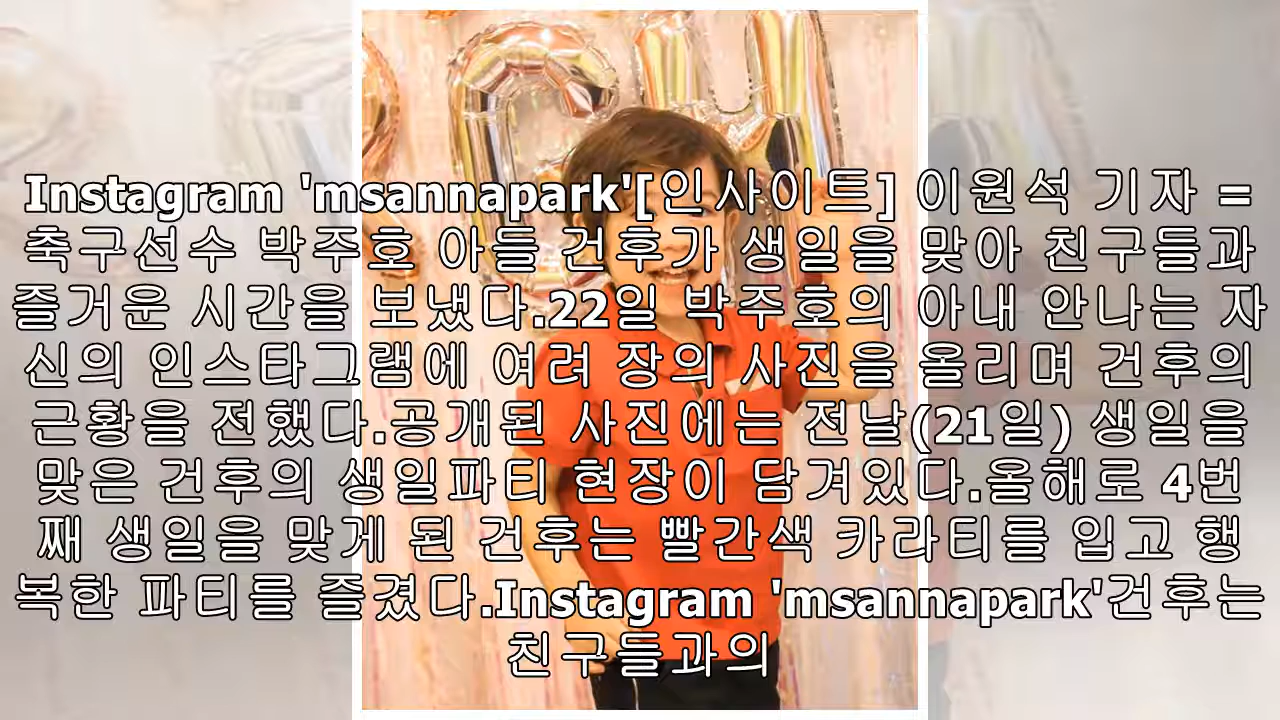 Instagram 'msannapark'[인사이트] 이원석 기자 =
축구선수 박주호 아들 건후가 생일을 맞아 친구들과
즐거운 시간을 보냈다.22일 박주호의 아내 안나는 자
신의 인스타그램에 여러 장의 사진을 올리며 건후의
근황을 전했다.공개된 사진에는 전날(21일) 생일을
맞은 건후의 생일파티 현장이 담겨있다.올해로 4번
째 생일을 맞게 된 건후는 빨간색 카라티를 입고 행
복한 파티를 즐겼다.Instagram 'msannapark'건후는
친구들과의